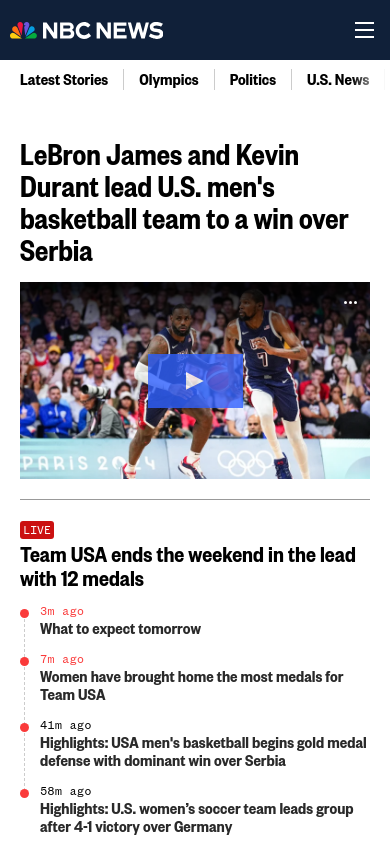 NBC NEWS
Latest Stories
Olympics
Politics
U.S. News
LeBron James and Kevin
Durant lead U.S. men's
basketball team to a win over
Serbia
PARIS 2024
LIVE
Team USA ends the weekend in the lead
with 12 medals
3m ago
What to expect tomorrow
7m ago
Women have brought home the most medals for
Team USA
41m ago
Highlights: USA men's basketball begins gold medal
defense with dominant win over Serbia
58m ago
Highlights: U.S. women’s soccer team leads group
after 4-1 victory over Germany